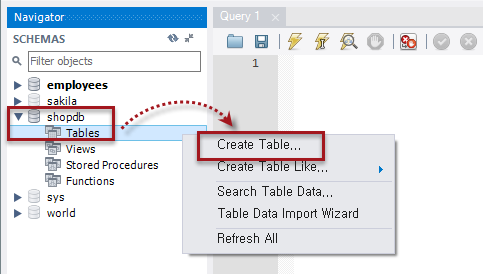 Navigator
SCHEMAS
Filter objects
employees
sakila
shopdb
Tables
Views
Stored Procedures
Functions
sys
world
Query 1
1
Create Table...
Create Table Like...
Search Table Data...
Table Data Import Wizard
Refresh All